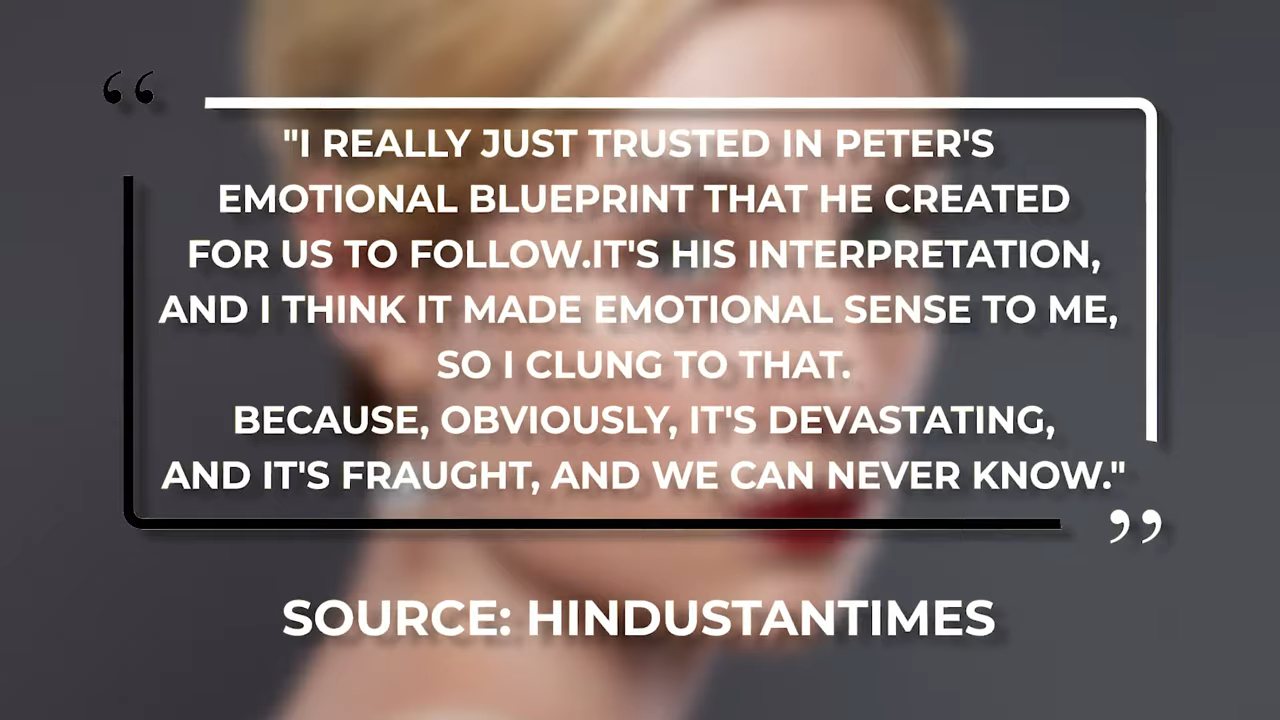 "I REALLY JUST TRUSTED IN PETER'S
EMOTIONAL BLUEPRINT THAT HE CREATED
FOR US TO FOLLOW.IT'S HIS INTERPRETATION,
AND I THINK IT MADE EMOTIONAL SENSE TO ME,
SO I CLUNG TO THAT.
BECAUSE, OBVIOUSLY, IT'S DEVASTATING,
AND IT'S FRAUGHT, AND WE CAN NEVER KNOW."
SOURCE: HINDUSTANTIMES